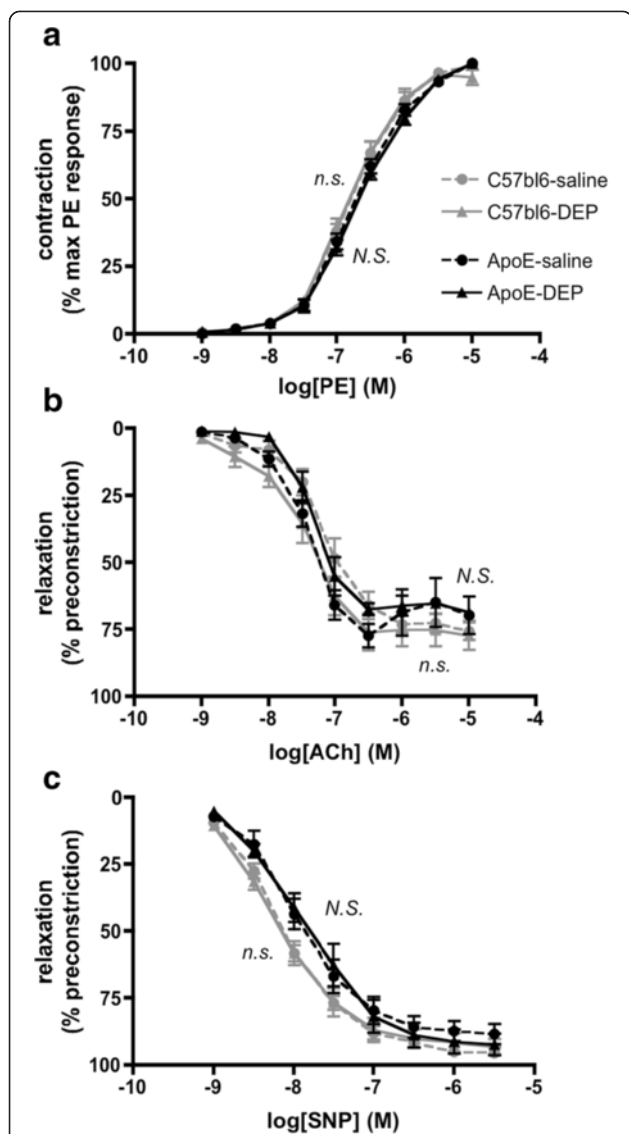 a
contraction
(% max PE response)
100
75
50
25
0
n.s.
N.S.
C57bl6-saline
C57bl6-DEP
ApoE-saline
ApoE-DEP
-10 -9 -8 -7 -6 -5 -4
log[PE] (M)
b
relaxation
(% preconstriction)
0
25
50
75
100
N.S.
n.s.
-10 -9 -8 -7 -6 -5 -4
log[ACh] (M)
c
relaxation
(% preconstriction)
0
25
50
75
100
N.S.
n.s.
-10 -9 -8 -7 -6 -5
log[SNP] (M)